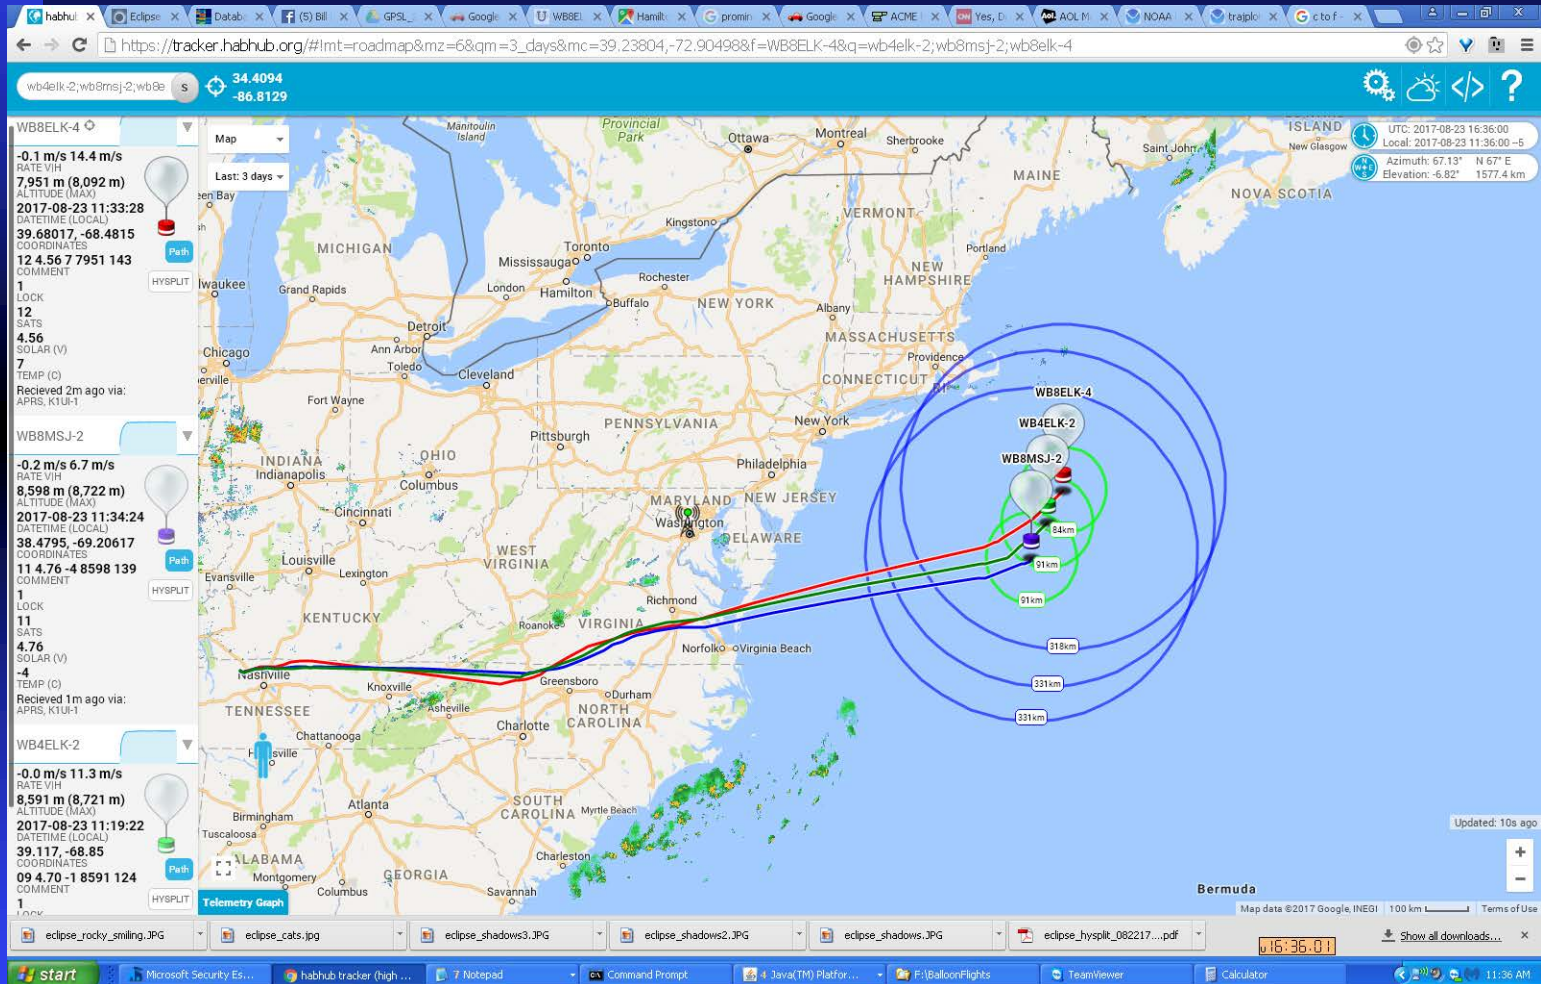 habhul
Eclipse
Datab
(5) Bill
GPSL_
Google
WB8EL
Hamilt
promin
Google
ACME
Yes, D
AOL M
NOAA
trajplo
c to f -
https://tracker.habhub.org/#!mt=roadmap&mz=6&qm=3_days&mc=39.23804,-72.90498&f=WB8ELK-4&q=wb4elk-2;wb8msj-2;wb8elk-4
wb4elk-2;wb8msj-2;wb8e
s
34.4094
-86.8129
WB8ELK-4
-0.1 m/s 14.4 m/s
RATE V|H
7,951 m (8,092 m)
ALTITUDE (MAX)
2017-08-23 11:33:28
DATETIME (LOCAL)
39.68017, -68.4815
COORDINATES
Path
12 4.56 7 7951 143
COMMENT
HYSPLIT
1
LOCK
12
SATS
4.56
SOLAR (V)
7
TEMP (C)
Recieved 2m ago via:
APRS, K1UI-1
WB8MSJ-2
-0.2 m/s 6.7 m/s
RATE V|H
8,598 m (8,722 m)
ALTITUDE (MAX)
2017-08-23 11:34:24
DATETIME (LOCAL)
38.4795, -69.20617
COORDINATES
Path
11 4.76 -4 8598 139
COMMENT
HYSPLIT
1
LOCK
11
SATS
4.76
SOLAR (V)
-4
TEMP (C)
Recieved 1m ago via:
APRS, K1UI-1
WB4ELK-2
-0.0 m/s 11.3 m/s
RATE V|H
8,591 m (8,721 m)
ALTITUDE (MAX)
2017-08-23 11:19:22
DATETIME (LOCAL)
39.117, -68.85
COORDINATES
Path
09 4.70 -1 8591 124
COMMENT
HYSPLIT
1
LOCK
Map
Last: 3 days
UTC: 2017-08-23 16:36:00
Local: 2017-08-23 11:36:00 -5
Azimuth: 67.13° N 67° E
Elevation: -6.82° 1577.4 km
Manitoulin
Island
Provincial
Park
Ottawa
Montreal
Sherbrooke
Saint John
ISLAND
New Glasgow
NOVA SCOTIA
MAINE
een Bay
VERMONT
Kingston
Portland
MICHIGAN
Toronto
Mississauga
NEW
HAMPSHIRE
lwaukee
Grand Rapids
London
Hamilton
Rochester
Buffalo
NEW YORK
Albany
MASSACHUSETTS
Detroit
Ann Arbor
Chicago
Toledo
Providence
perville
Cleveland
CONNECTICUT
RI
Fort Wayne
New York
PENNSYLVANIA
Pittsburgh
INDIANA
Indianapolis
OHIO
Columbus
Philadelphia
MARYLAND
NEW JERSEY
Cincinnati
Washington
DELAWARE
Louisville
WEST
VIRGINIA
Evansville
Lexington
KENTUCKY
Richmond
Roanoke
VIRGINIA
Norfolk
Virginia Beach
Nashville
Knoxville
Greensboro
Durham
TENNESSEE
Asheville
NORTH
CAROLINA
Charlotte
Chattanooga
H sville
Atlanta
SOUTH
CAROLINA
Myrtle Beach
Birmingham
Tuscaloosa
ALABAMA
Charleston
Montgomery
GEORGIA
Columbus
Savannah
Bermuda
WB8ELK-4
WB4ELK-2
WB8MSJ-2
84km
91km
91km
318km
331km
331km
Updated: 10s ago
+
−
Telemetry Graph
Map data ©2017 Google, INEGI
100 km
Terms of Use
eclipse_rocky_smiling.JPG
eclipse_cats.jpg
eclipse_shadows3.JPG
eclipse_shadows2.JPG
eclipse_shadows.JPG
eclipse_hysplit_082217....pdf
u16:36.01
Show all downloads...
start
Microsoft Security Es...
habhub tracker (high ...
7 Notepad
Command Prompt
4 Java(TM) Platfor...
F:\BalloonFlights
TeamViewer
Calculator
11:36 AM